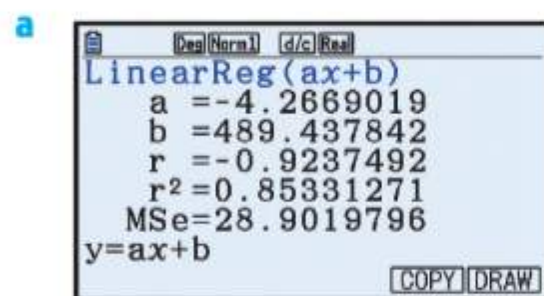 a
Deg Norm1 d/c Real
LinearReg(ax+b)
a =-4.2669019
b =489.437842
r =-0.9237492
r²=0.85331271
MSe=28.9019796
y=ax+b
COPY DRAW